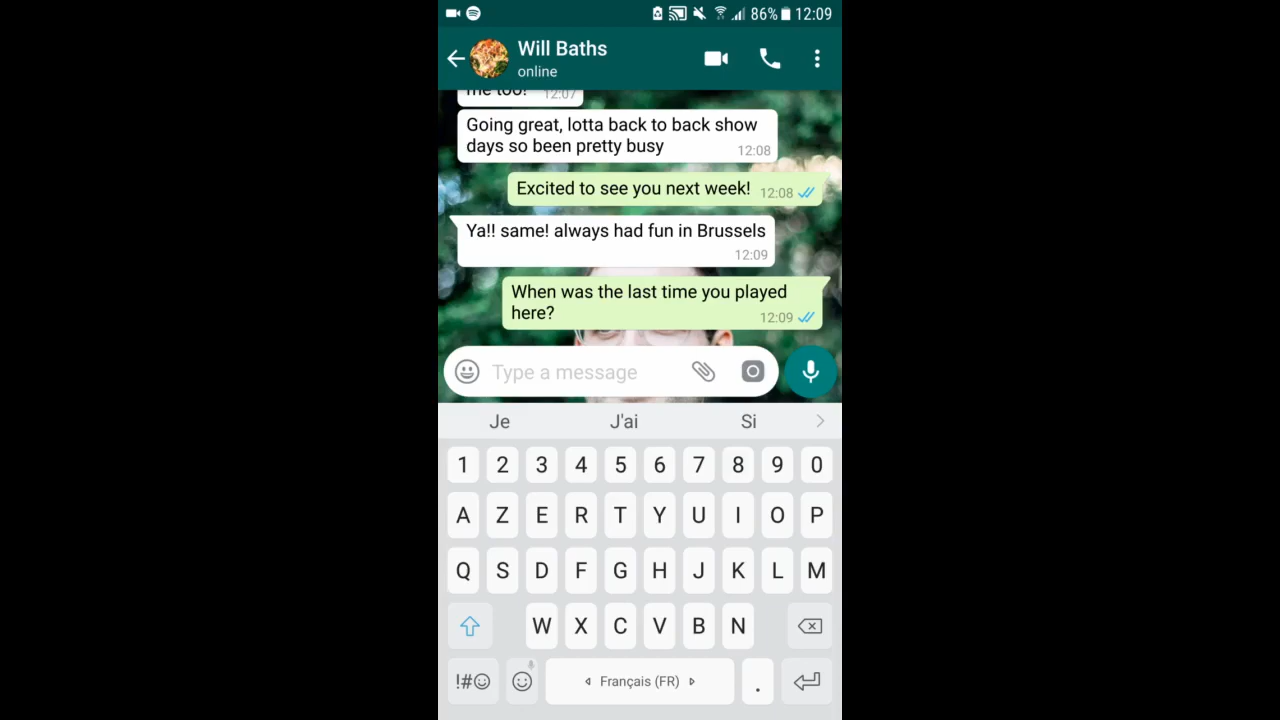 86% 12:09
Will Baths
online
me too! 12:07
Going great, lotta back to back show
days so been pretty busy 12:08
Excited to see you next week! 12:08
Ya!! same! always had fun in Brussels
12:09
When was the last time you played
here? 12:09
Type a message
Je J'ai Si
1 2 3 4 5 6 7 8 9 0
A Z E R T Y U I O P
Q S D F G H J K L M
W X C V B N
!#☺ Français (FR) .